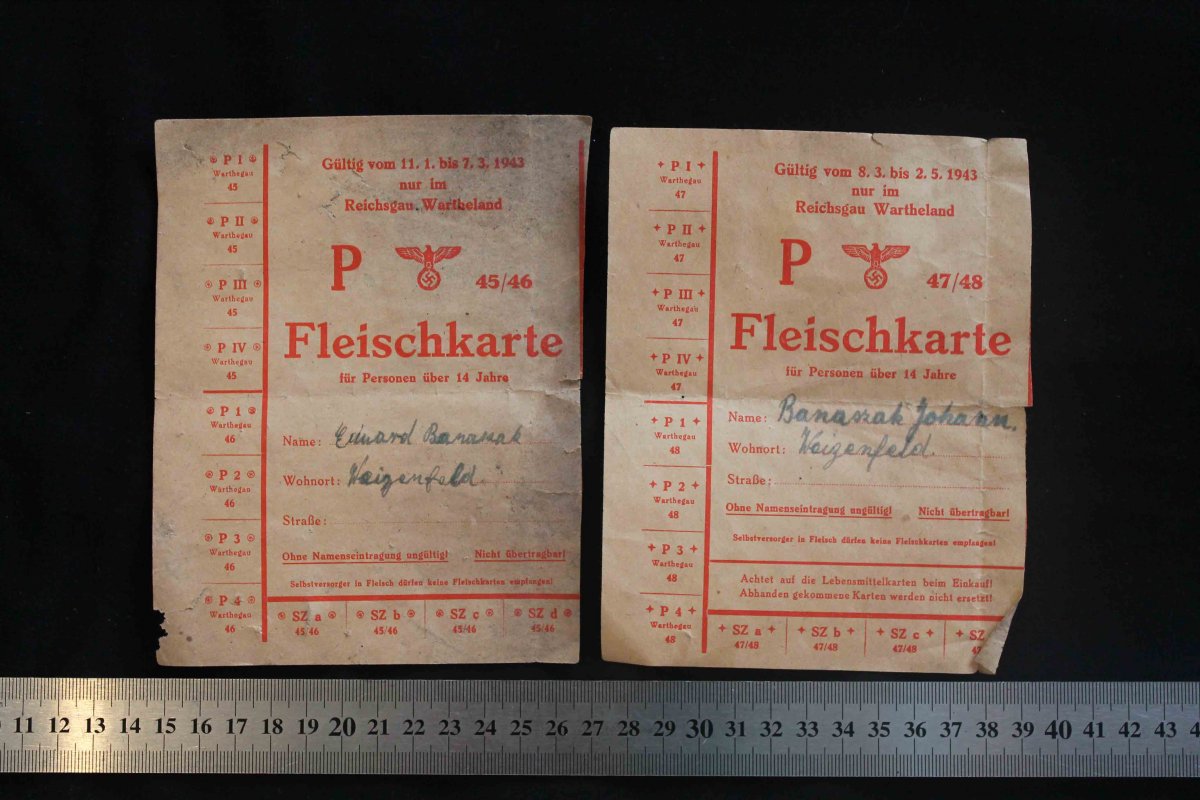 P I
Warthegau
45
P II
Warthegau
45
P III
Warthegau
45
P IV
Warthegau
45
P 1
Warthegau
46
P 2
Warthegau
46
P 3
Warthegau
46
P 4
Warthegau
46
Gültig vom 11. 1. bis 7. 3. 1943
nur im
Reichsgau Wartheland
P 45/46
Fleischkarte
für Personen über 14 Jahre
Name: Eduard Banaszak
Wohnort: Waizenfeld
Straße:
Ohne Namenseintragung ungültig! Nicht übertragbar!
Selbstversorger in Fleisch dürfen keine Fleischkarten empfangen!
SZ a SZ b SZ c SZ d
45/46 45/46 45/46 45/46
P I
Warthegau
47
P II
Warthegau
47
P III
Warthegau
47
P IV
Warthegau
47
P 1
Warthegau
48
P 2
Warthegau
48
P 3
Warthegau
48
P 4
Warthegau
48
Gültig vom 8. 3. bis 2. 5. 1943
nur im
Reichsgau Wartheland
P 47/48
Fleischkarte
für Personen über 14 Jahre
Name: Banaszak Johann.
Wohnort: Waizenfeld.
Straße:
Ohne Namenseintragung ungültig! Nicht übertragbar!
Selbstversorger in Fleisch dürfen keine Fleischkarten empfangen!
Achtet auf die Lebensmittelkarten beim Einkauf!
Abhanden gekommene Karten werden nicht ersetzt!
SZ a SZ b SZ c SZ
47/48 47/48 47/48 47
11 12 13 14 15 16 17 18 19 20 21 22 23 24 25 26 27 28 29 30 31 32 33 34 35 36 37 38 39 40 41 42 43